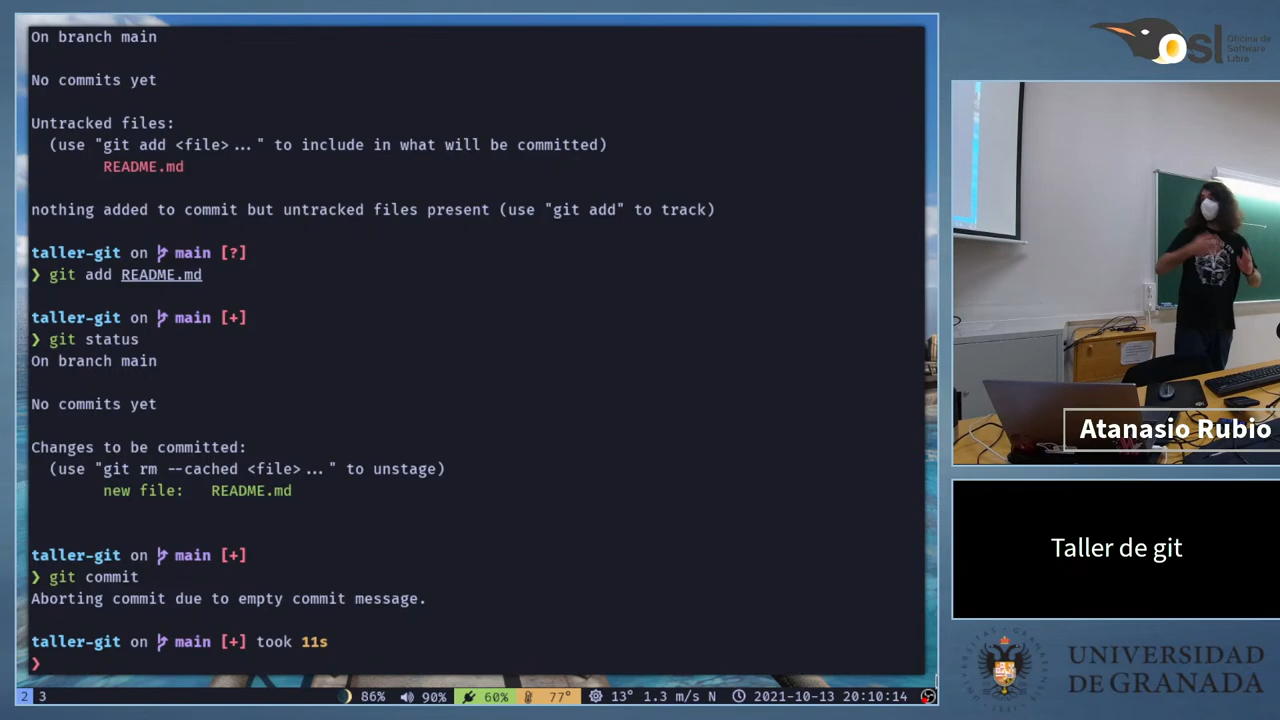 On branch main
No commits yet
Untracked files:
(use "git add <file>..." to include in what will be committed)
README.md
nothing added to commit but untracked files present (use "git add" to track)
taller-git on main [?]
❯ git add README.md
taller-git on main [+]
❯ git status
On branch main
No commits yet
Changes to be committed:
(use "git rm --cached <file>..." to unstage)
new file: README.md
taller-git on main [+]
❯ git commit
Aborting commit due to empty commit message.
taller-git on main [+] took 11s
❯
2 3 86% 90% 60% 77° 13° 1.3 m/s N 2021-10-13 20:10:14
osl Oficina de
Software
Libre
Atanasio Rubio
Taller de git
UNIVERSIDAD
DE GRANADA